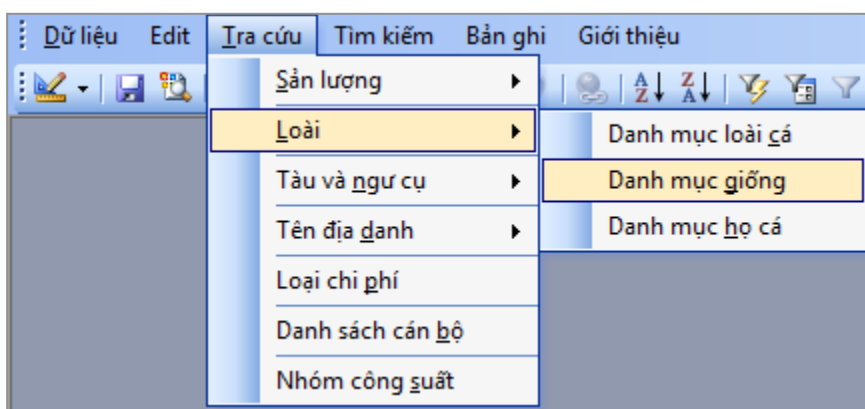 Dữ liệu Edit Tra cứu Tìm kiếm Bản ghi Giới thiệu
Sản lượng
Loài
Tàu và ngư cụ
Tên địa danh
Loại chi phí
Danh sách cán bộ
Nhóm công suất
Danh mục loài cá
Danh mục giống
Danh mục họ cá